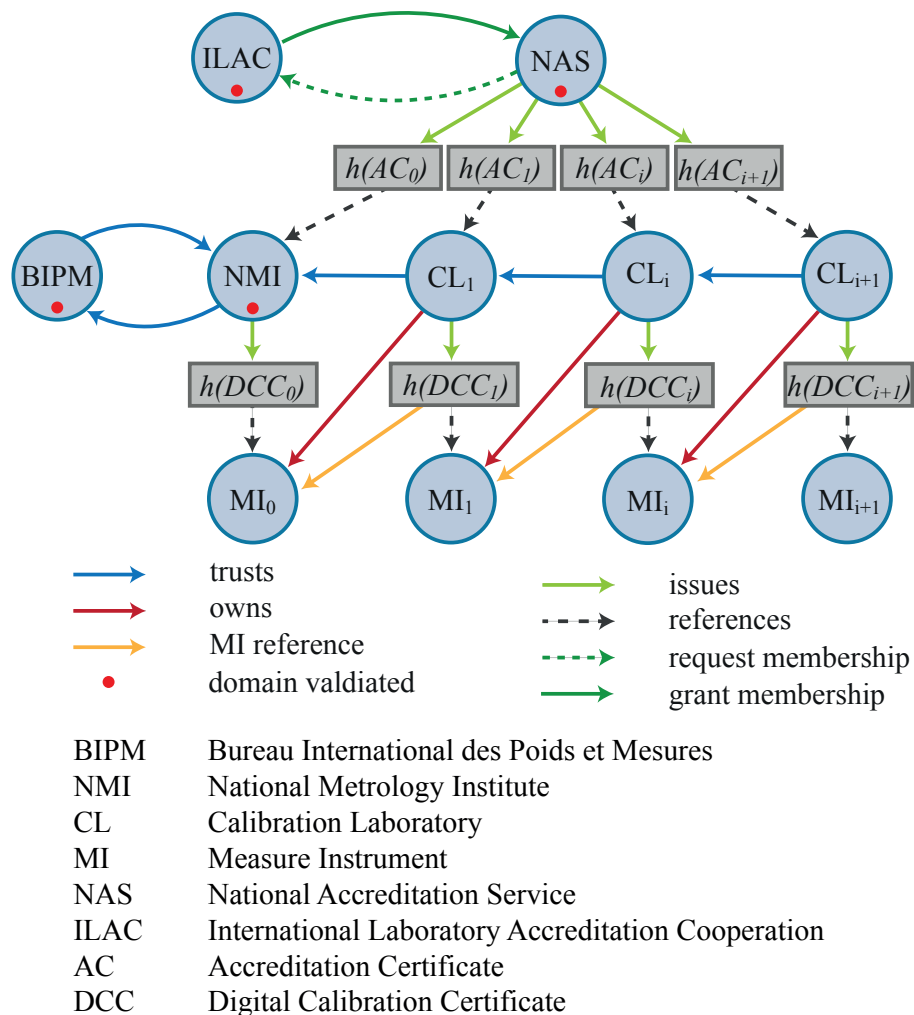 ILAC
NAS
h(AC₀)
h(AC₁)
h(ACᵢ)
h(ACᵢ₊₁)
BIPM
NMI
CL₁
CLᵢ
CLᵢ₊₁
h(DCC₀)
h(DCC₁)
h(DCCᵢ)
h(DCCᵢ₊₁)
MI₀
MI₁
MIᵢ
MIᵢ₊₁
trusts
owns
MI reference
domain valdiated
issues
references
request membership
grant membership
BIPM Bureau International des Poids et Mesures
NMI National Metrology Institute
CL Calibration Laboratory
MI Measure Instrument
NAS National Accreditation Service
ILAC International Laboratory Accreditation Cooperation
AC Accreditation Certificate
DCC Digital Calibration Certificate